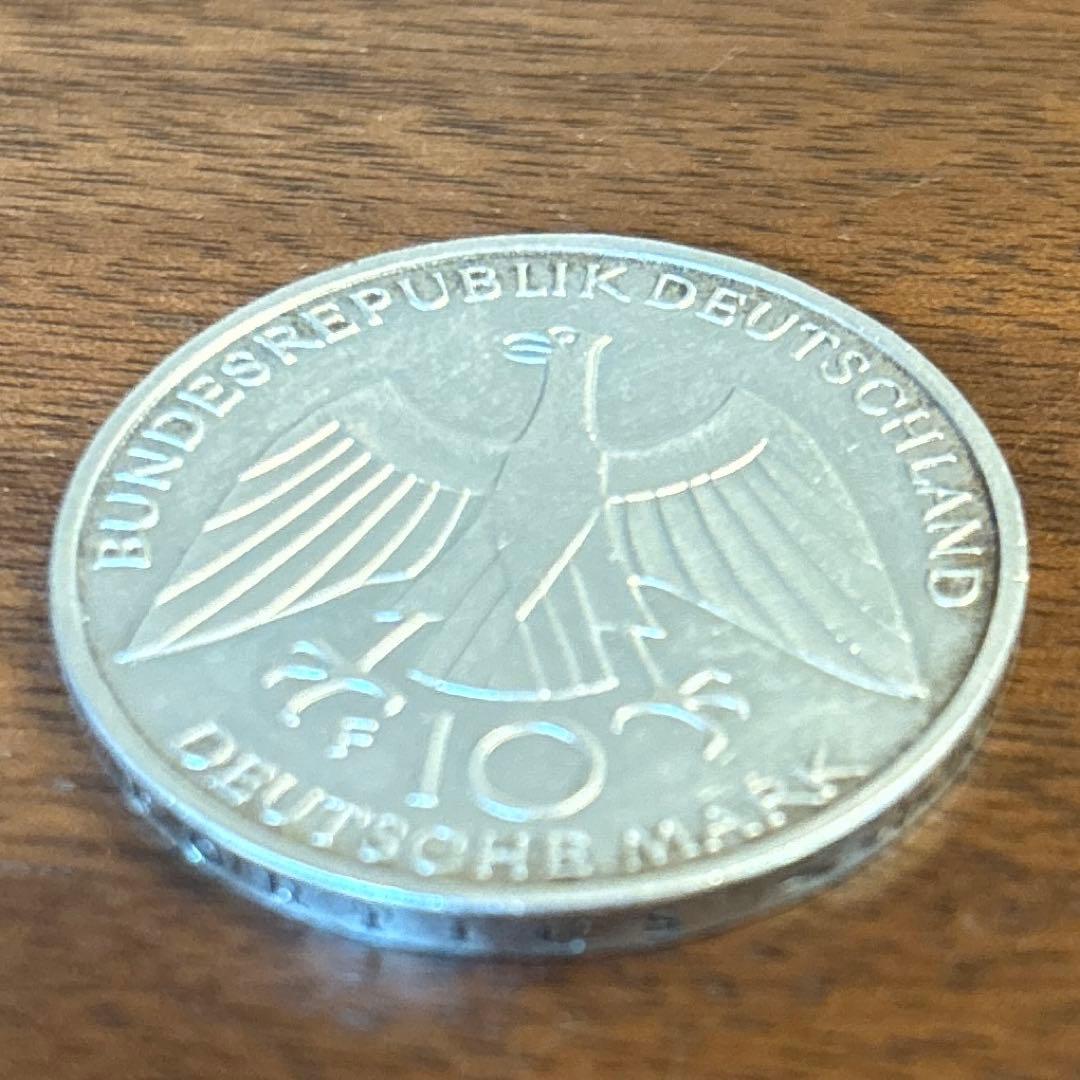 BUNDESREPUBLIK DEUTSCHLAND
F
10
DEUTSCHE MARK